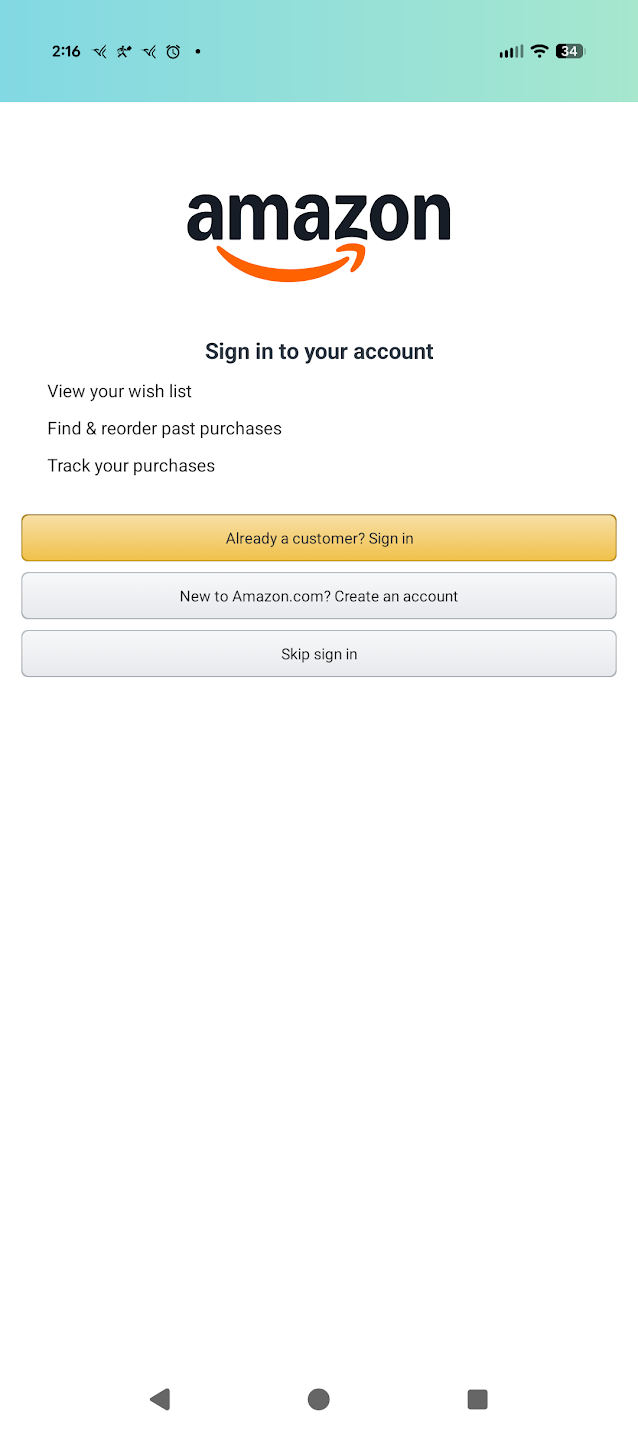 2:16
34
amazon
Sign in to your account
View your wish list
Find & reorder past purchases
Track your purchases
Already a customer? Sign in
New to Amazon.com? Create an account
Skip sign in